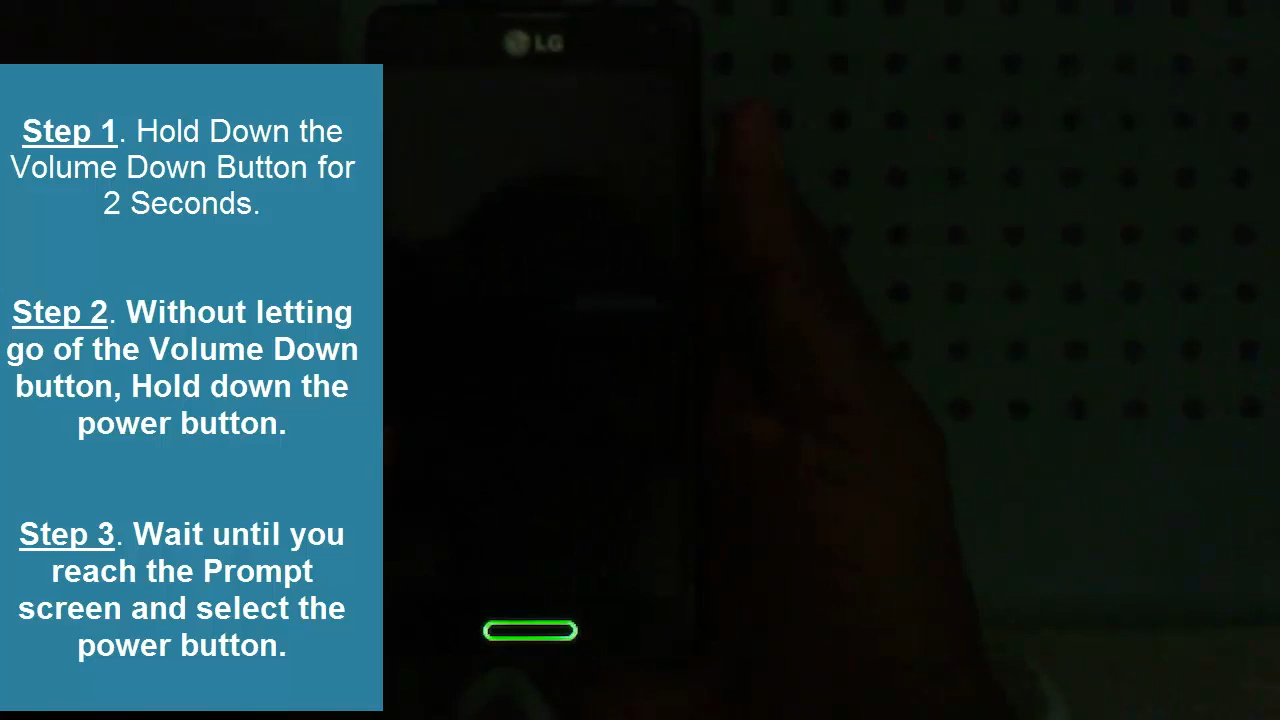 LG
Step 1. Hold Down the
Volume Down Button for
2 Seconds.
Step 2. Without letting
go of the Volume Down
button, Hold down the
power button.
Step 3. Wait until you
reach the Prompt
screen and select the
power button.